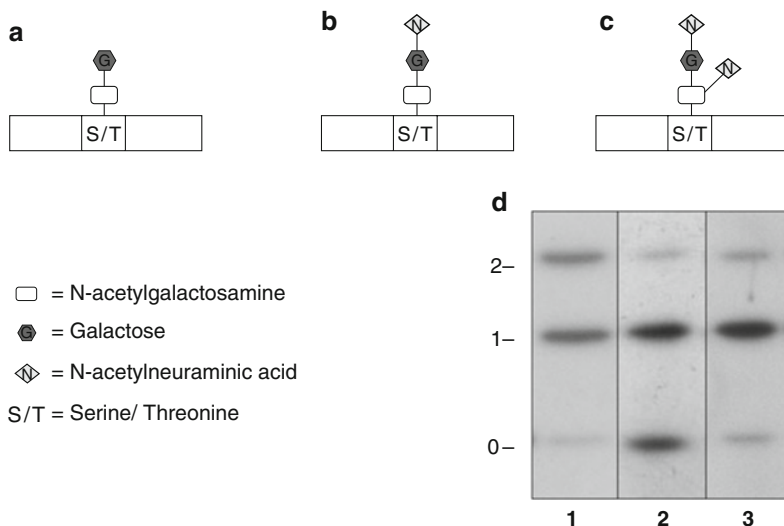 a
b
c
G
S/T
N
G
S/T
N
G
N
S/T
d
2–
1–
0–
1 2 3
= N-acetylgalactosamine
G = Galactose
N = N-acetylneuraminic acid
S/T = Serine/ Threonine